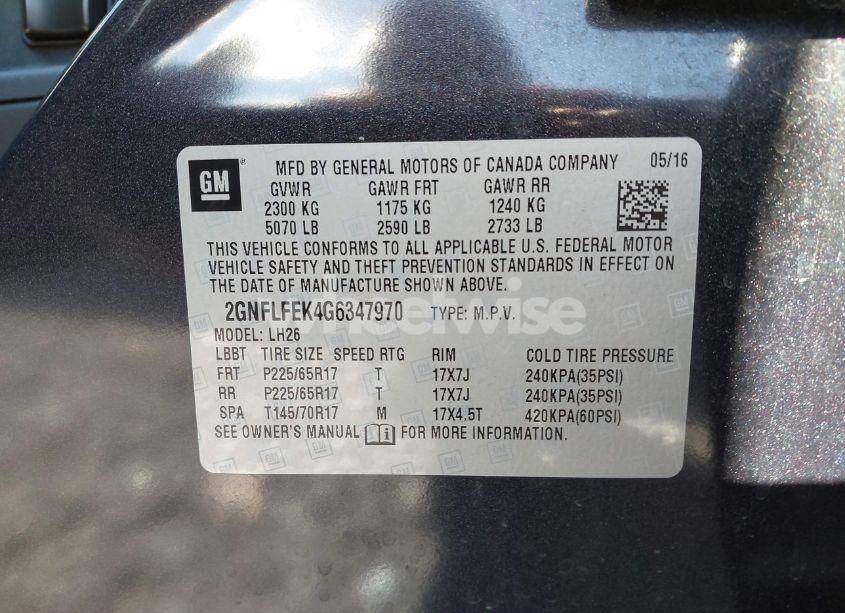 GM
MFD BY GENERAL MOTORS OF CANADA COMPANY 05/16
GVWR GAWR FRT GAWR RR
2300 KG 1175 KG 1240 KG
5070 LB 2590 LB 2733 LB
THIS VEHICLE CONFORMS TO ALL APPLICABLE U.S. FEDERAL MOTOR
VEHICLE SAFETY AND THEFT PREVENTION STANDARDS IN EFFECT ON
THE DATE OF MANUFACTURE SHOWN ABOVE.
2GNFLFEK4G6347970 TYPE: M.P.V.
wheelwise
MODEL: LH26
LBBT TIRE SIZE SPEED RTG RIM COLD TIRE PRESSURE
FRT P225/65R17 T 17X7J 240KPA(35PSI)
RR P225/65R17 T 17X7J 240KPA(35PSI)
SPA T145/70R17 M 17X4.5T 420KPA(60PSI)
SEE OWNER'S MANUAL FOR MORE INFORMATION.